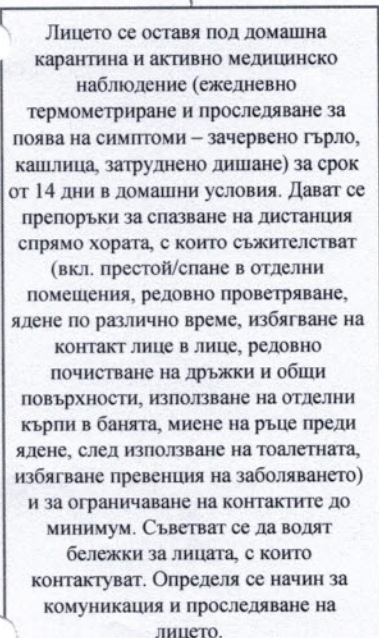 Лицето се оставя под домашна
карантина и активно медицинско
наблюдение (ежедневно
термометриране и проследяване за
поява на симптоми – зачервено гърло,
кашлица, затруднено дишане) за срок
от 14 дни в домашни условия. Дават се
препоръки за спазване на дистанция
спрямо хората, с които съжителстват
(вкл. престой/спане в отделни
помещения, редовно проветряване,
ядене по различно време, избягване на
контакт лице в лице, редовно
почистване на дръжки и общи
повърхности, използване на отделни
кърпи в банята, миене на ръце преди
ядене, след използване на тоалетната,
избягване превенция на заболяването)
и за ограничаване на контактите до
минимум. Съветват се да водят
бележки за лицата, с които
контактуват. Определя се начин за
комуникация и проследяване на
лицето.